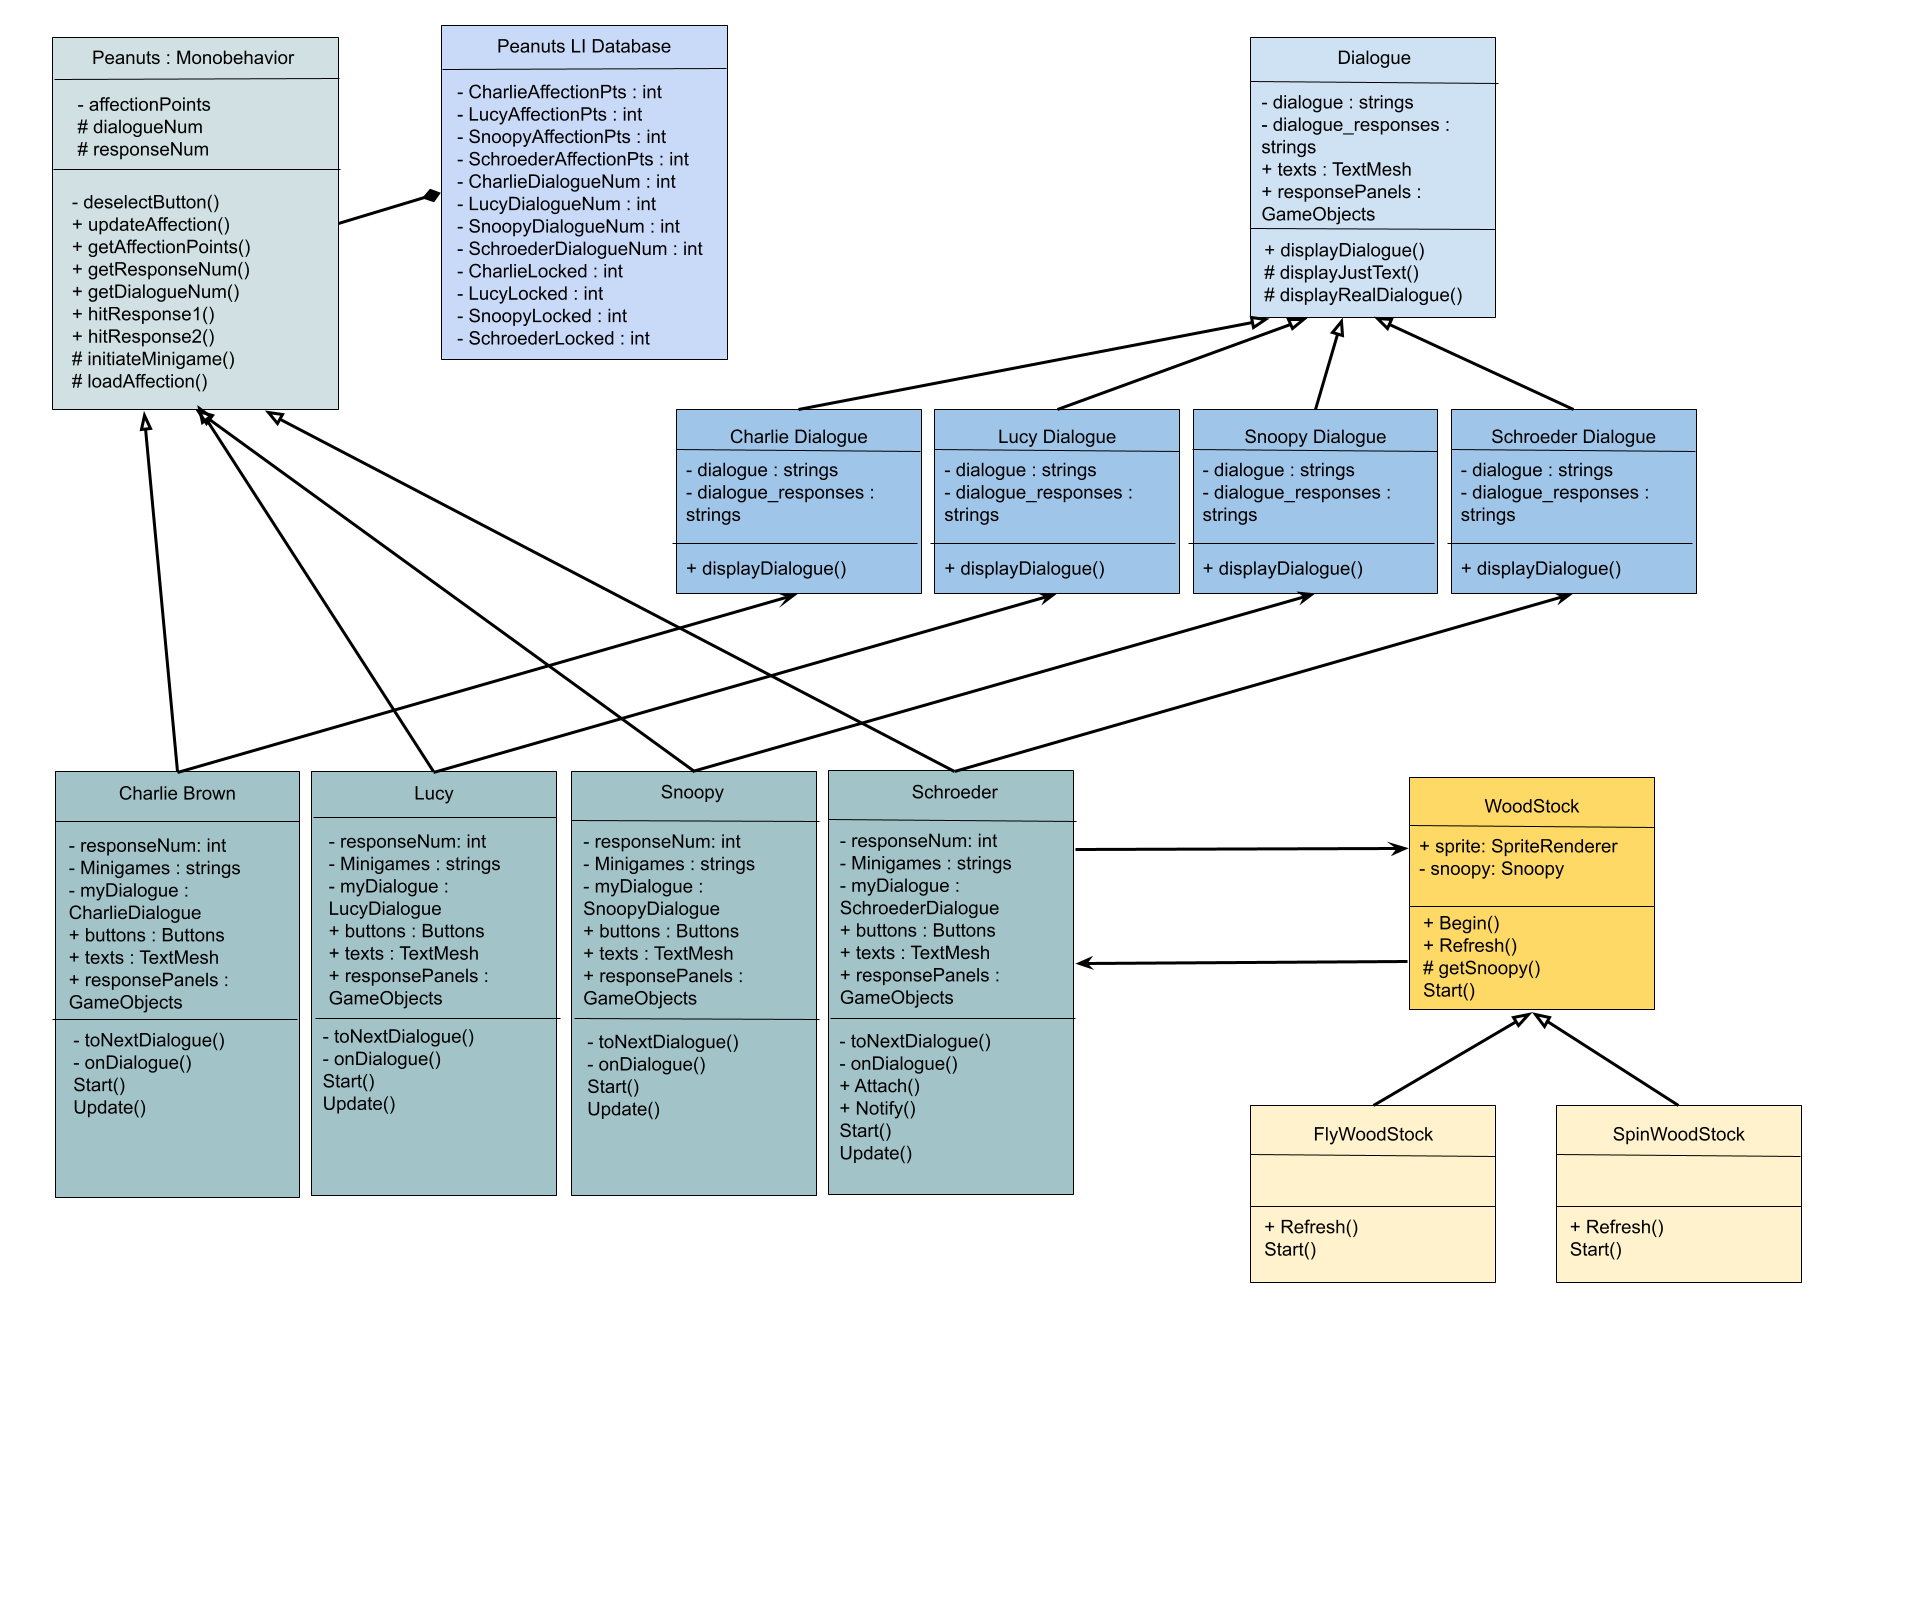 Peanuts : Monobehavior
- affectionPoints
# dialogueNum
# responseNum
- deselectButton()
+ updateAffection()
+ getAffectionPoints()
+ getResponseNum()
+ getDialogueNum()
+ hitResponse1()
+ hitResponse2()
# initiateMinigame()
# loadAffection()
Peanuts LI Database
- CharlieAffectionPts : int
- LucyAffectionPts : int
- SnoopyAffectionPts : int
- SchroederAffectionPts : int
- CharlieDialogueNum : int
- LucyDialogueNum : int
- SnoopyDialogueNum : int
- SchroederDialogueNum : int
- CharlieLocked : int
- LucyLocked : int
- SnoopyLocked : int
- SchroederLocked : int
Dialogue
- dialogue : strings
- dialogue_responses :
strings
+ texts : TextMesh
+ responsePanels :
GameObjects
+ displayDialogue()
# displayJustText()
# displayRealDialogue()
Charlie Dialogue
- dialogue : strings
- dialogue_responses :
strings
+ displayDialogue()
Lucy Dialogue
- dialogue : strings
- dialogue_responses :
strings
+ displayDialogue()
Snoopy Dialogue
- dialogue : strings
- dialogue_responses :
strings
+ displayDialogue()
Schroeder Dialogue
- dialogue : strings
- dialogue_responses :
strings
+ displayDialogue()
Charlie Brown
- responseNum: int
- Minigames : strings
- myDialogue :
CharlieDialogue
+ buttons : Buttons
+ texts : TextMesh
+ responsePanels :
GameObjects
- toNextDialogue()
- onDialogue()
Start()
Update()
Lucy
- responseNum: int
- Minigames : strings
- myDialogue :
LucyDialogue
+ buttons : Buttons
+ texts : TextMesh
+ responsePanels :
GameObjects
- toNextDialogue()
- onDialogue()
Start()
Update()
Snoopy
- responseNum: int
- Minigames : strings
- myDialogue :
SnoopyDialogue
+ buttons : Buttons
+ texts : TextMesh
+ responsePanels :
GameObjects
- toNextDialogue()
- onDialogue()
Start()
Update()
Schroeder
- responseNum: int
- Minigames : strings
- myDialogue :
SchroederDialogue
+ buttons : Buttons
+ texts : TextMesh
+ responsePanels :
GameObjects
- toNextDialogue()
- onDialogue()
+ Attach()
+ Notify()
Start()
Update()
WoodStock
+ sprite: SpriteRenderer
- snoopy: Snoopy
+ Begin()
+ Refresh()
# getSnoopy()
Start()
FlyWoodStock
+ Refresh()
Start()
SpinWoodStock
+ Refresh()
Start()